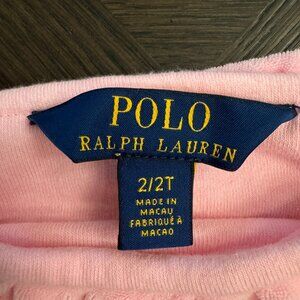 POLO
RALPH LAUREN
2/2T
MADE IN
MACAU
FABRIQUÉ À
MACAO